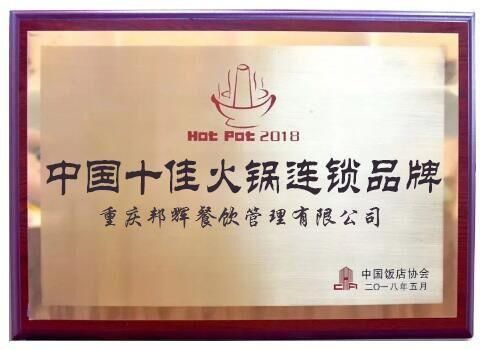 Hot Pot 2018
中国十佳火锅连锁品牌
重庆邦辉餐饮管理有限公司
中国饭店协会
二〇一八年五月